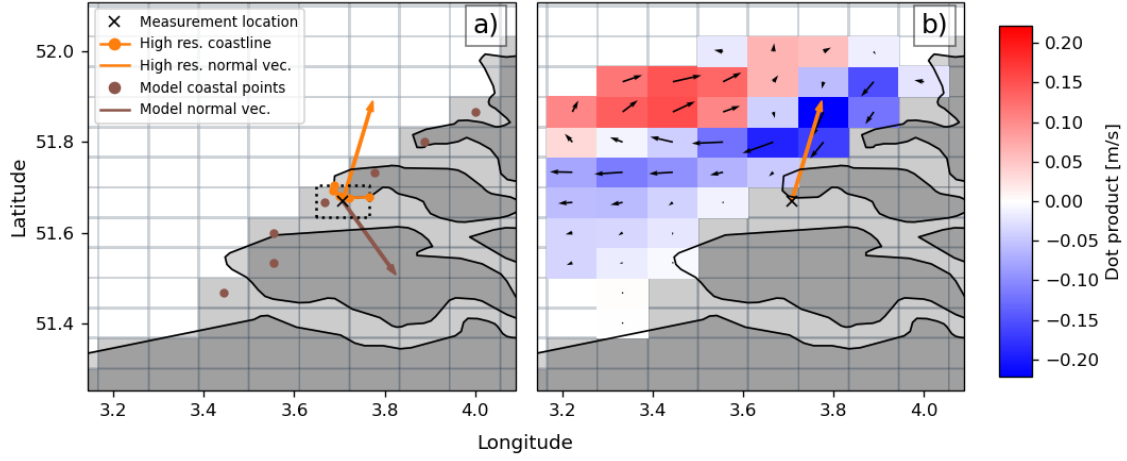 a)
b)
Measurement location
High res. coastline
High res. normal vec.
Model coastal points
Model normal vec.
52.0
51.8
51.6
51.4
Latitude
3.2 3.4 3.6 3.8 4.0
3.2 3.4 3.6 3.8 4.0
Longitude
0.20
0.15
0.10
0.05
0.00
−0.05
−0.10
−0.15
−0.20
Dot product [m/s]